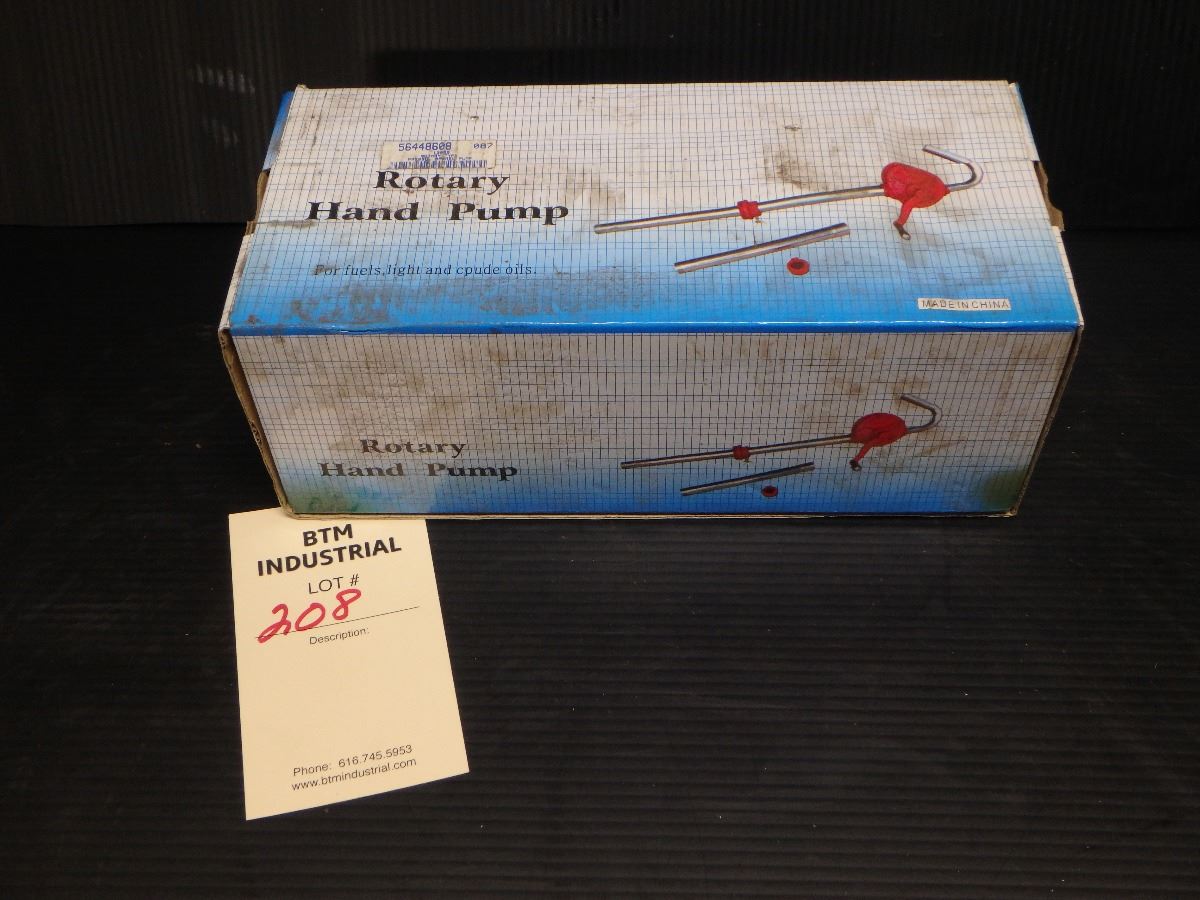 56448608 087
Rotary
Hand Pump
For fuels,light and cpude oils.
MADE IN CHINA
Rotary
Hand Pump
BTM
INDUSTRIAL
LOT #
208
Description:
Phone: 616.745.5953
www.btmindustrial.com